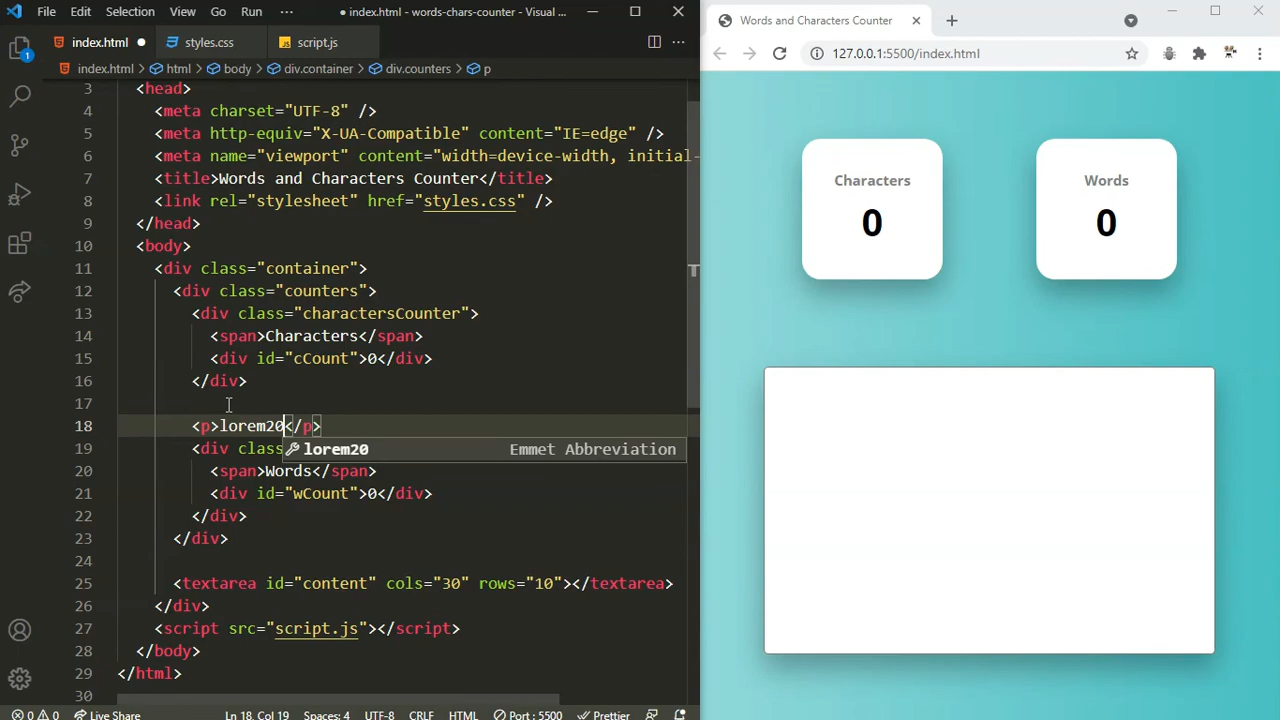 File Edit Selection View Go Run ··· ● index.html - words-chars-counter - Visual ...
index.html ● styles.css script.js ···
index.html > html > body > div.container > div.counters > p
3 <head>
4 <meta charset="UTF-8" />
5 <meta http-equiv="X-UA-Compatible" content="IE=edge" />
6 <meta name="viewport" content="width=device-width, initial-
7 <title>Words and Characters Counter</title>
8 <link rel="stylesheet" href="styles.css" />
9 </head>
10 <body>
11 <div class="container">
12 <div class="counters">
13 <div class="charactersCounter">
14 <span>Characters</span>
15 <div id="cCount">0</div>
16 </div>
17
18 <p>lorem20</p>
19 <div class
lorem20 Emmet Abbreviation
20 <span>Words</span>
21 <div id="wCount">0</div>
22 </div>
23 </div>
24
25 <textarea id="content" cols="30" rows="10"></textarea>
26 </div>
27 <script src="script.js"></script>
28 </body>
29 </html>
30
0 0 Live Share Ln 18, Col 19 Spaces: 4 UTF-8 CRLF HTML Port : 5500 Prettier
1
Words and Characters Counter
127.0.0.1:5500/index.html
Characters
0
Words
0